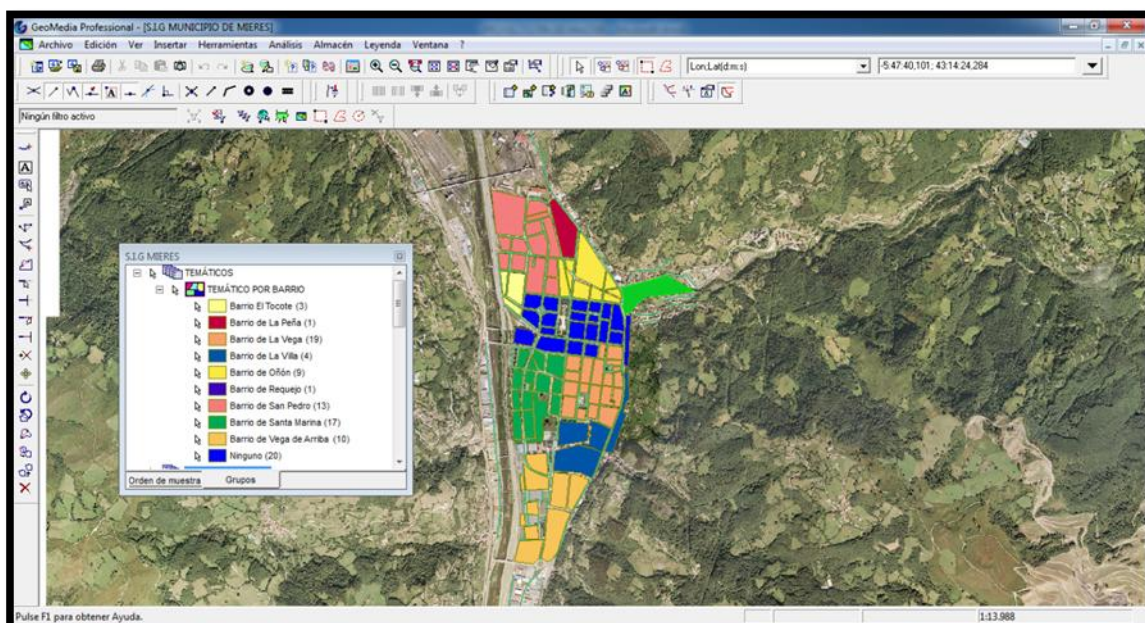 GeoMedia Professional - [S.I.G MUNICIPIO DE MIERES]
Archivo Edición Ver Insertar Herramientas Análisis Almacén Leyenda Ventana ?
Lon,Lat(d:m:s) -5:47:40,101; 43:14:24,284
Ningún filtro activo
S.I.G MIERES
TEMÁTICOS
TEMÁTICO POR BARRIO
Barrio El Tocote (3)
Barrio de La Peña (1)
Barrio de La Vega (19)
Barrio de La Villa (4)
Barrio de Oñón (9)
Barrio de Requejo (1)
Barrio de San Pedro (13)
Barrio de Santa Marina (17)
Barrio de Vega de Arriba (10)
Ninguno (20)
Orden de muestra Grupos
Pulse F1 para obtener Ayuda. 1:13.988